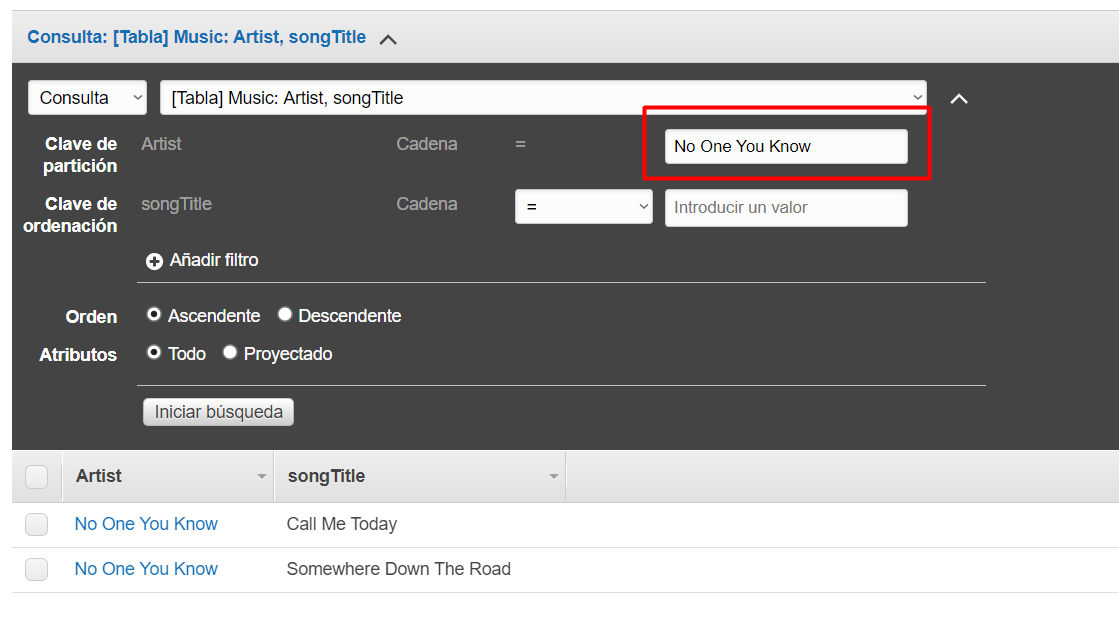 Consulta: [Tabla] Music: Artist, songTitle
Consulta [Tabla] Music: Artist, songTitle
Clave de partición Artist Cadena = No One You Know
Clave de ordenación songTitle Cadena = Introducir un valor
Añadir filtro
Orden Ascendente Descendente
Atributos Todo Proyectado
Iniciar búsqueda
Artist songTitle
No One You Know Call Me Today
No One You Know Somewhere Down The Road